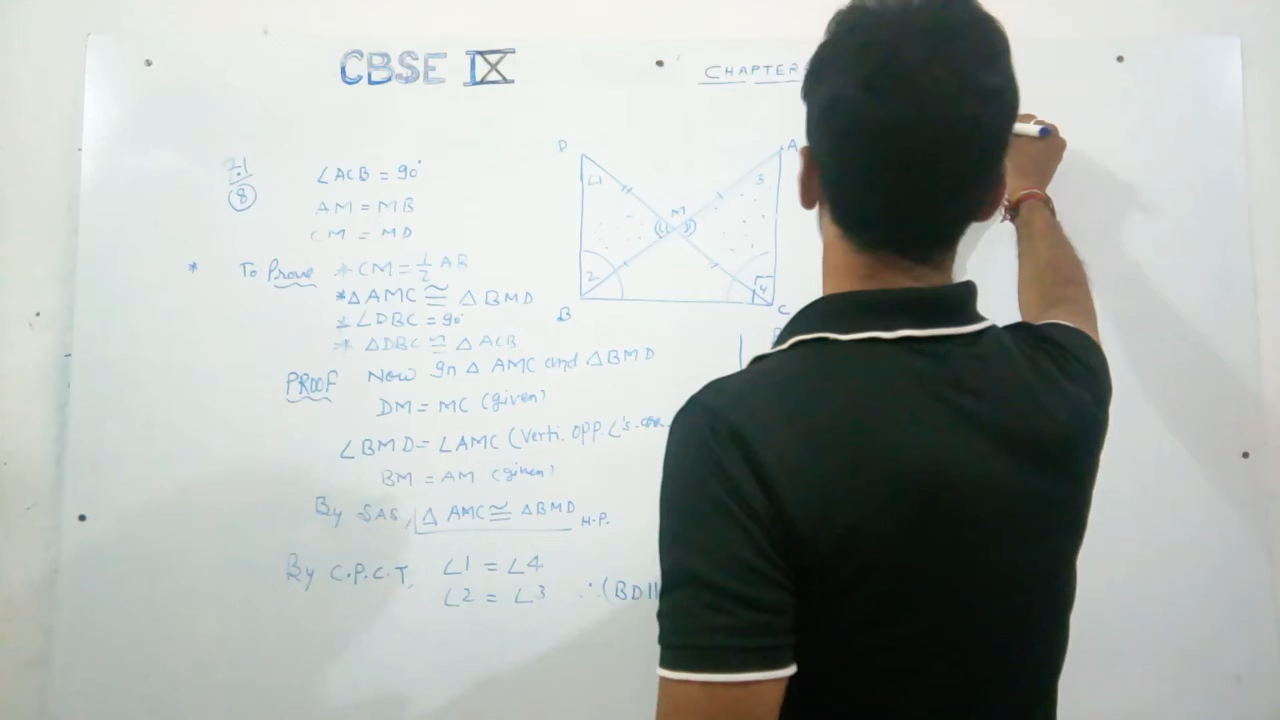 CBSE IX
CHAPTER
7.1
8
∠ACB = 90°
AM = MB
CM = MD
* To Prove * CM = 1/2 AB
* △ AMC ≅ △ BMD
* ∠DBC = 90°
* △DBC ≅ △ ACB
PROOF Now In △ AMC and △ BMD
DM = MC (given)
∠BMD = ∠AMC (Verti. opp. ∠'s are
BM = AM (given)
By SAS, △ AMC ≅ △BMD H.P.
By C.P.C.T, ∠1 = ∠4
∠2 = ∠3 ∴ (BD ||
D
A
∠1
3
M
2
4
B
C